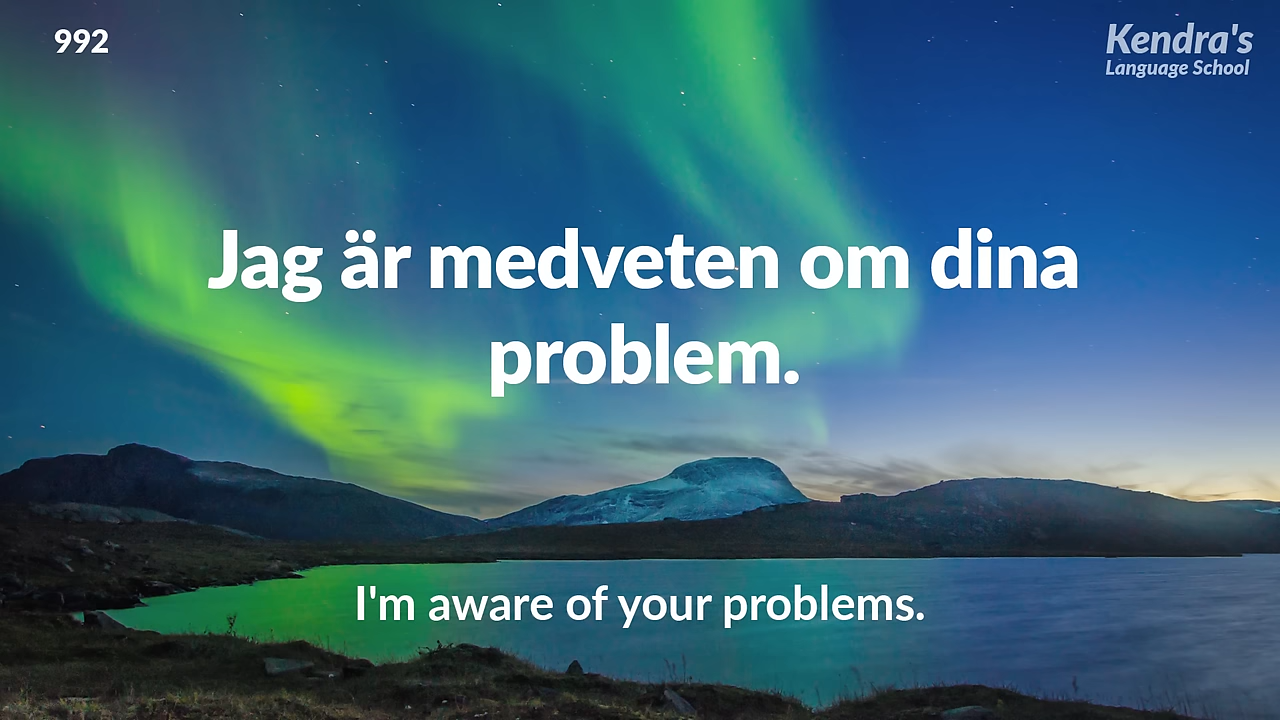 992
Kendra's
Language School
Jag är medveten om dina
problem.
I'm aware of your problems.